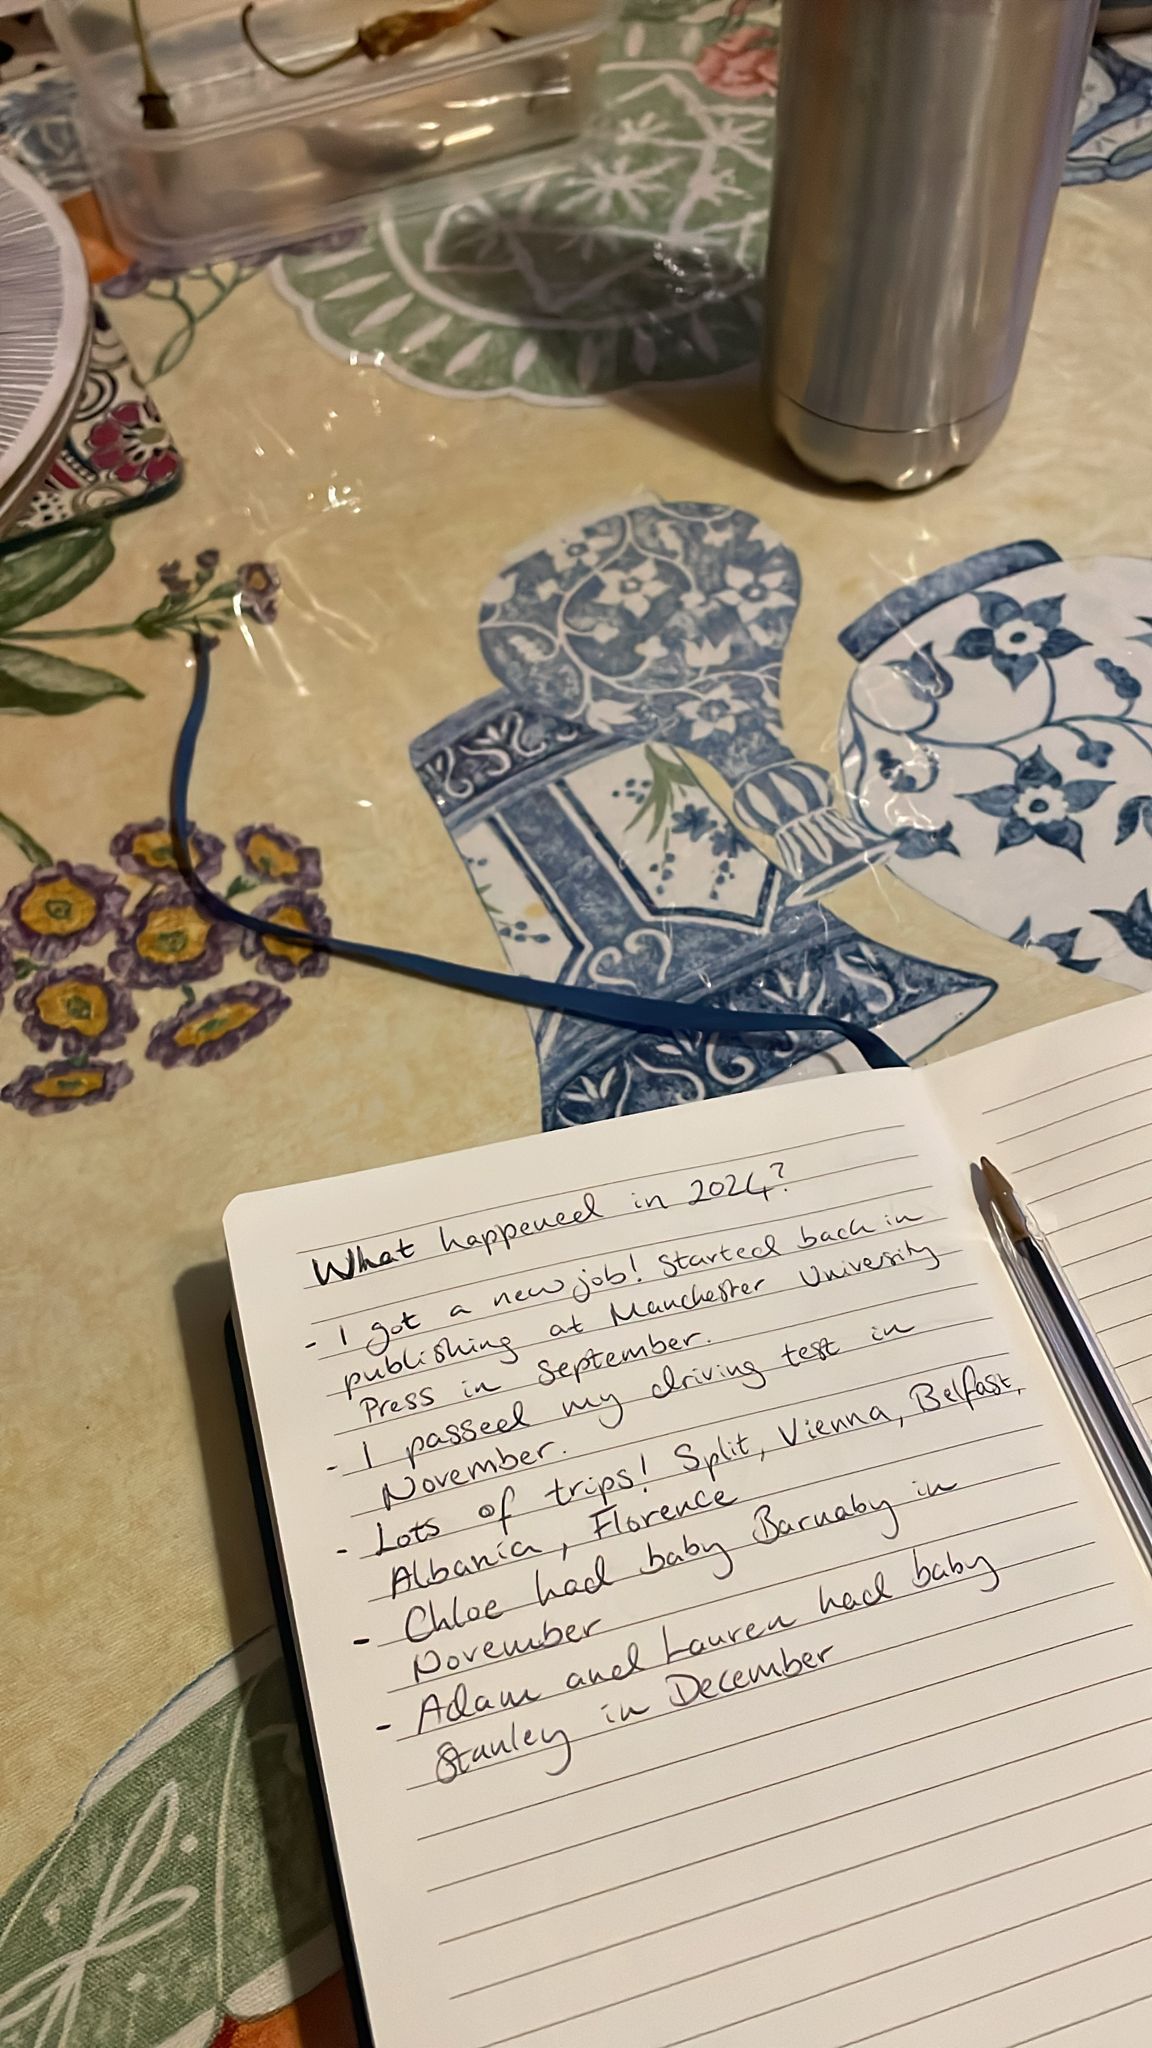 What happened in 2024?
- I got a new job! Started back in
publishing at Manchester University
Press in September.
- I passed my driving test in
November.
- Lots of trips! Split, Vienna, Belfast,
Albania, Florence
- Chloe had baby Barnaby in
November
- Adam and Lauren had baby
Stanley in December